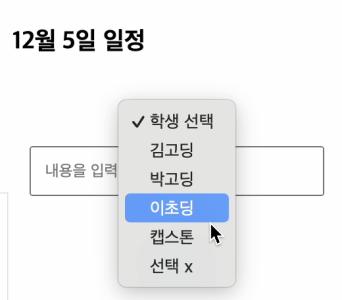 12월 5일 일정
✓ 학생 선택
김고딩
내용을 입력
박고딩
이초딩
캡스톤
선택 x